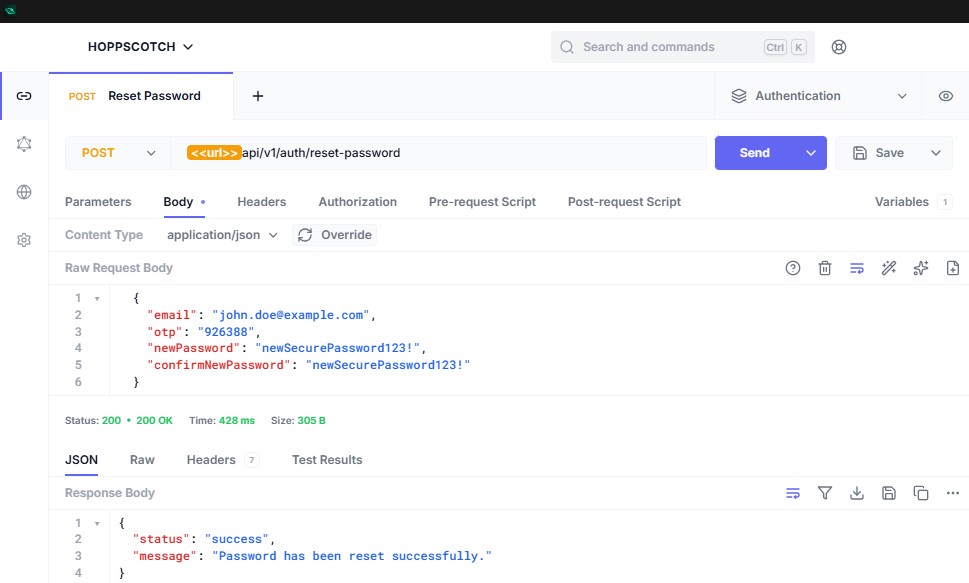 HOPPSCOTCH
Search and commands Ctrl K
POST Reset Password +
Authentication
POST <<url>>api/v1/auth/reset-password Send Save
Parameters Body • Headers Authorization Pre-request Script Post-request Script Variables 1
Content Type application/json Override
Raw Request Body
1 {
2 "email": "john.doe@example.com",
3 "otp": "926388",
4 "newPassword": "newSecurePassword123!",
5 "confirmNewPassword": "newSecurePassword123!"
6 }
Status: 200 • 200 OK Time: 428 ms Size: 305 B
JSON Raw Headers 7 Test Results
Response Body
1 {
2 "status": "success",
3 "message": "Password has been reset successfully."
4 }